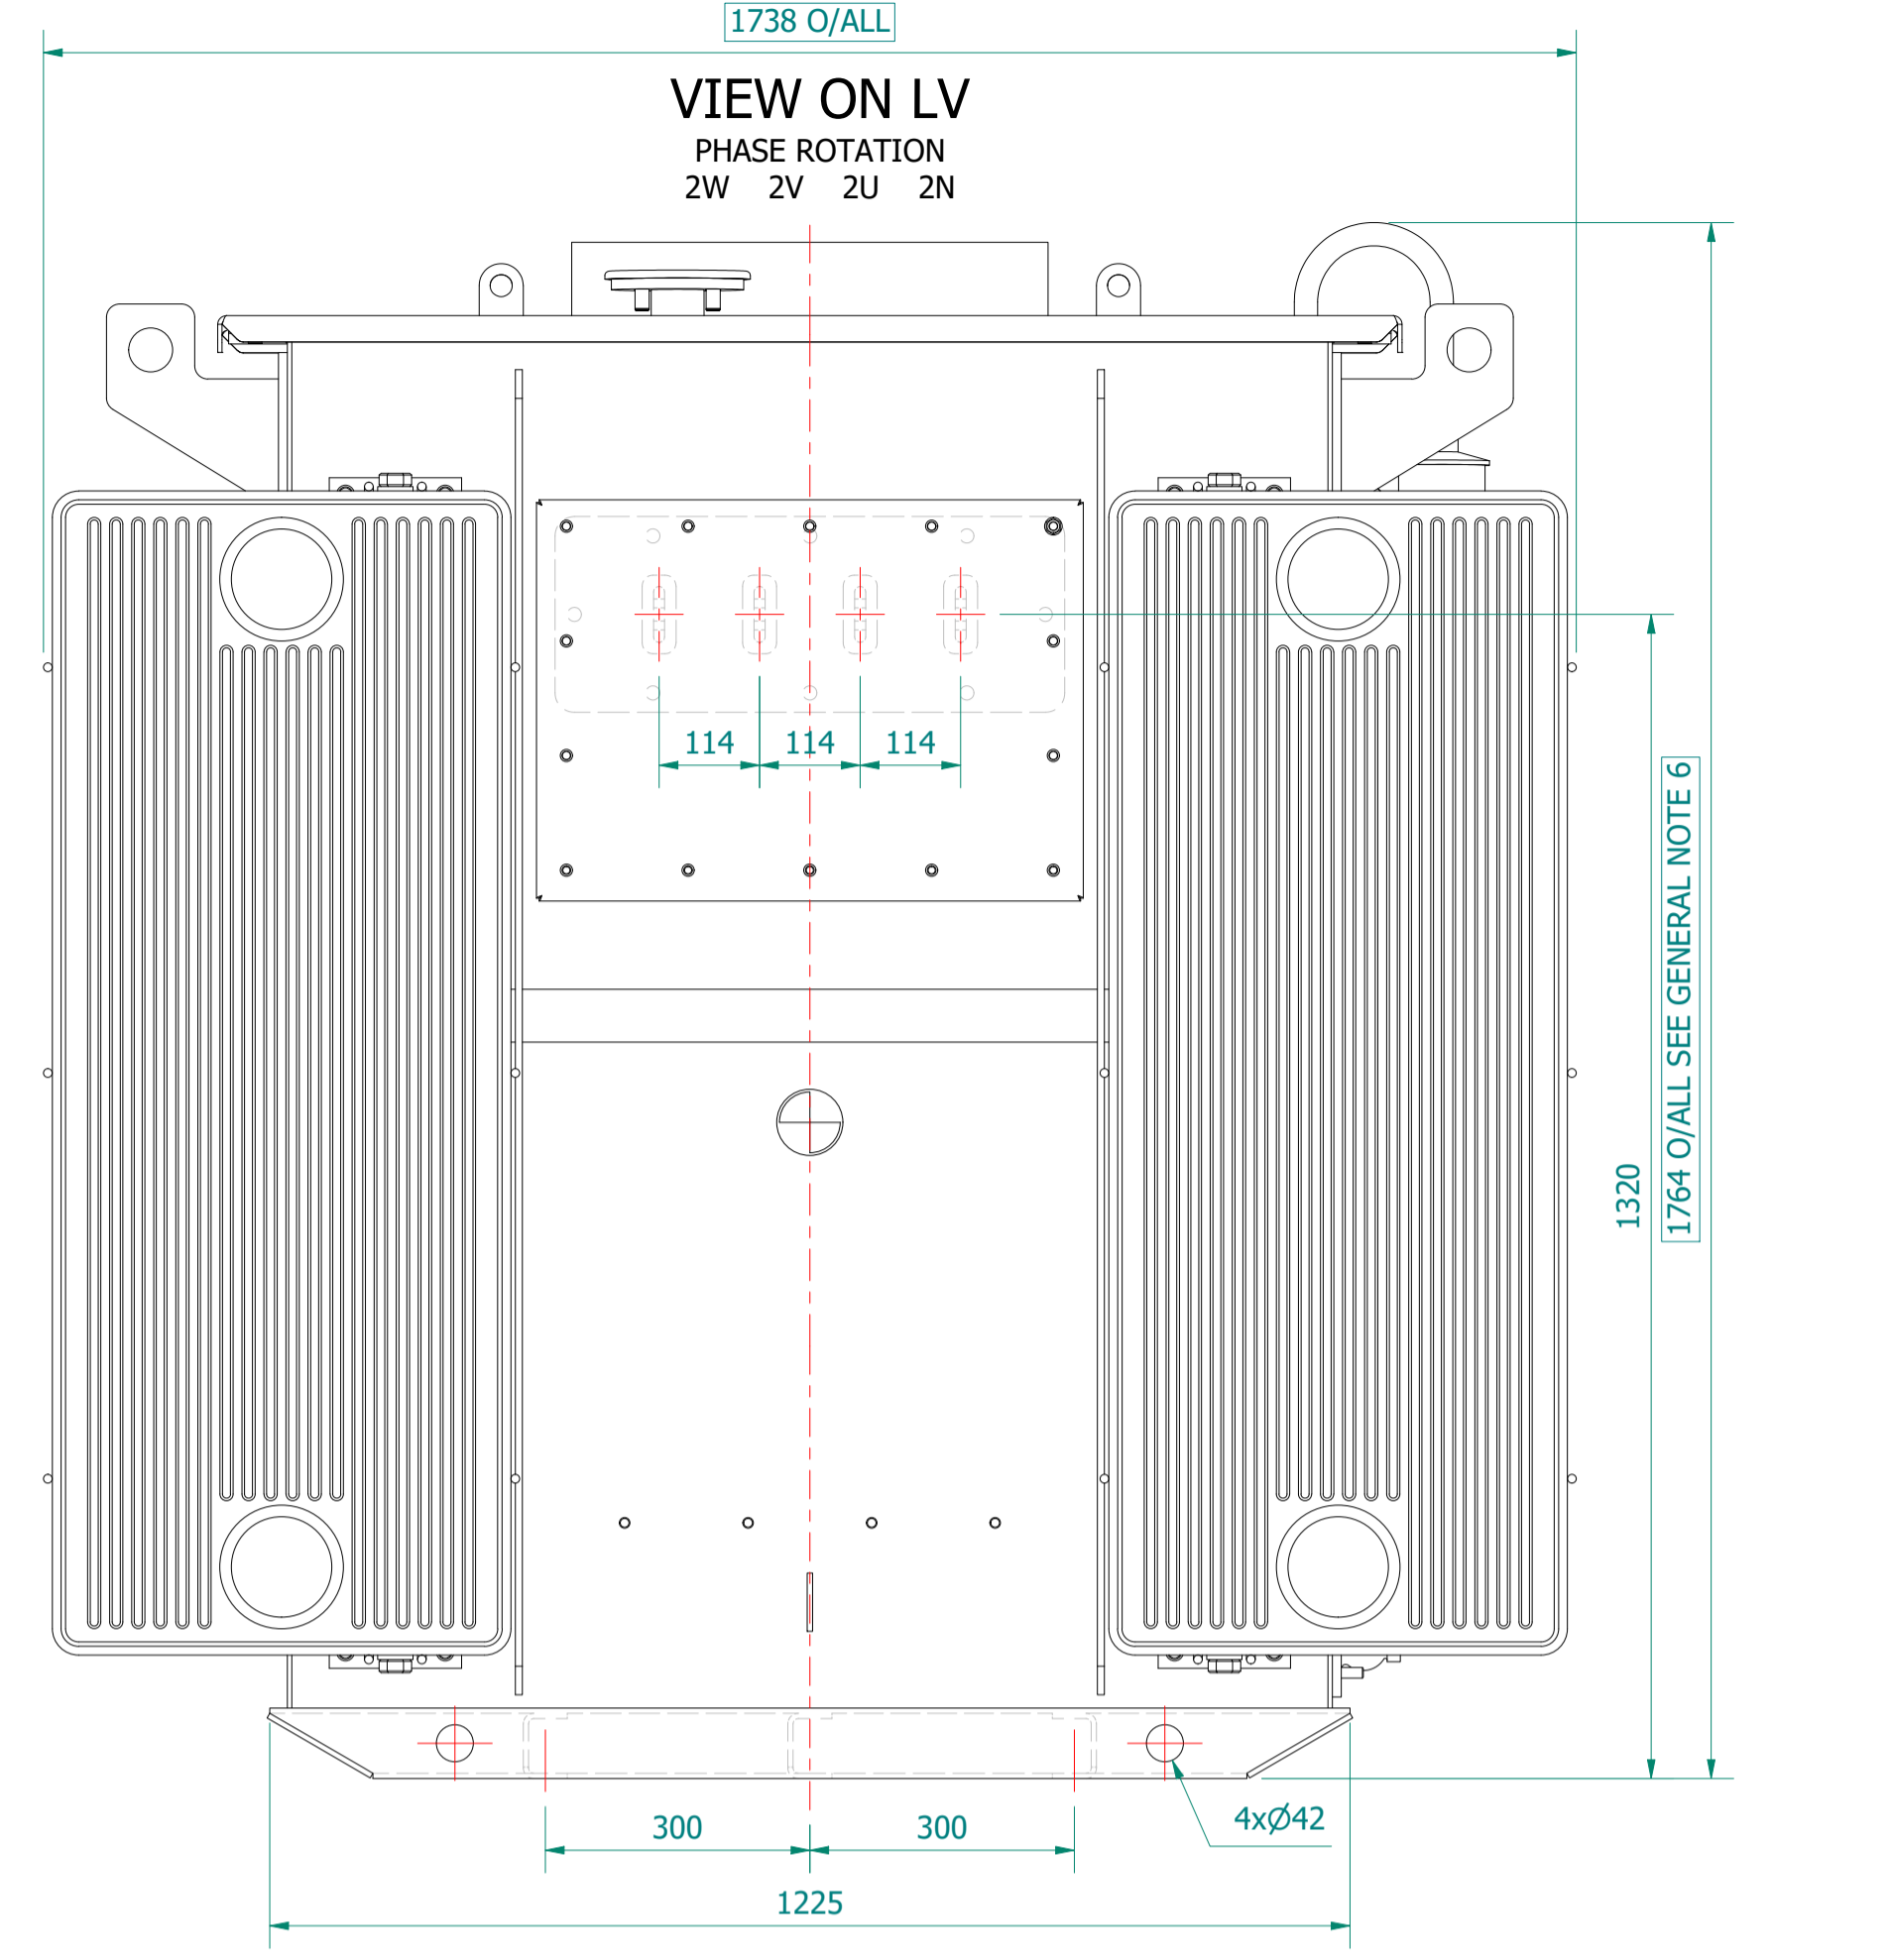 1738 O/ALL
VIEW ON LV
PHASE ROTATION
2W 2V 2U 2N
114 114 114
1320
1764 O/ALL SEE GENERAL NOTE 6
300 300
4xØ42
1225